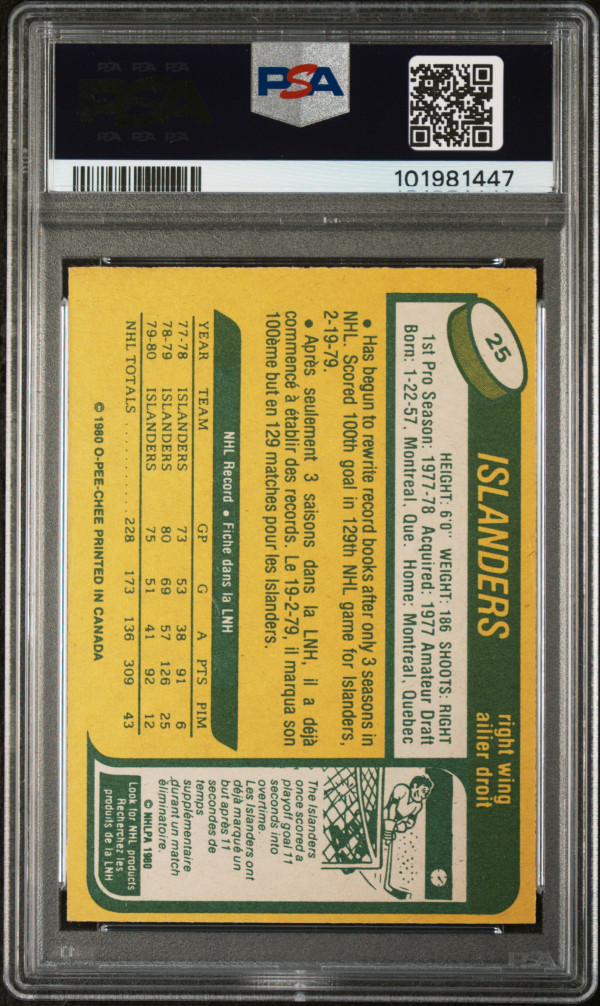 PSA PSA PSA
PSA
PSA PSA PSA
PSA
101981447
25
ISLANDERS
right wing
ailier droit
HEIGHT: 6'0" WEIGHT: 186 SHOOTS: RIGHT
1st Pro Season: 1977-78 Acquired: 1977 Amateur Draft
Born: 1-22-57, Montreal, Que. Home: Montreal, Quebec
• Has begun to rewrite record books after only 3 seasons in
NHL. Scored 100th goal in 129th NHL game for Islanders,
2-19-79.
• Après seulement 3 saisons dans la LNH, il a déjà
commencé à établir des records. Le 19-2-79, il marqua son
100ème but en 129 matches pour les Islanders.
NHL Record • Fiche dans la LNH
YEAR TEAM GP G A PTS PIM
77-78 ISLANDERS 73 53 38 91 6
78-79 ISLANDERS 80 69 57 126 25
79-80 ISLANDERS 75 51 41 92 12
NHL TOTALS . . . . . . . . . . 228 173 136 309 43
© 1980 O-PEE-CHEE PRINTED IN CANADA
The Islanders
once scored a
playoff goal 11
seconds into
overtime.
Les Islanders ont
déjà marqué un
but après 11
secondes de
temps
supplémentaire
durant un match
éliminatoire.
© NHLPA 1980
Look for NHL products
Recherchez les
produits de la LNH